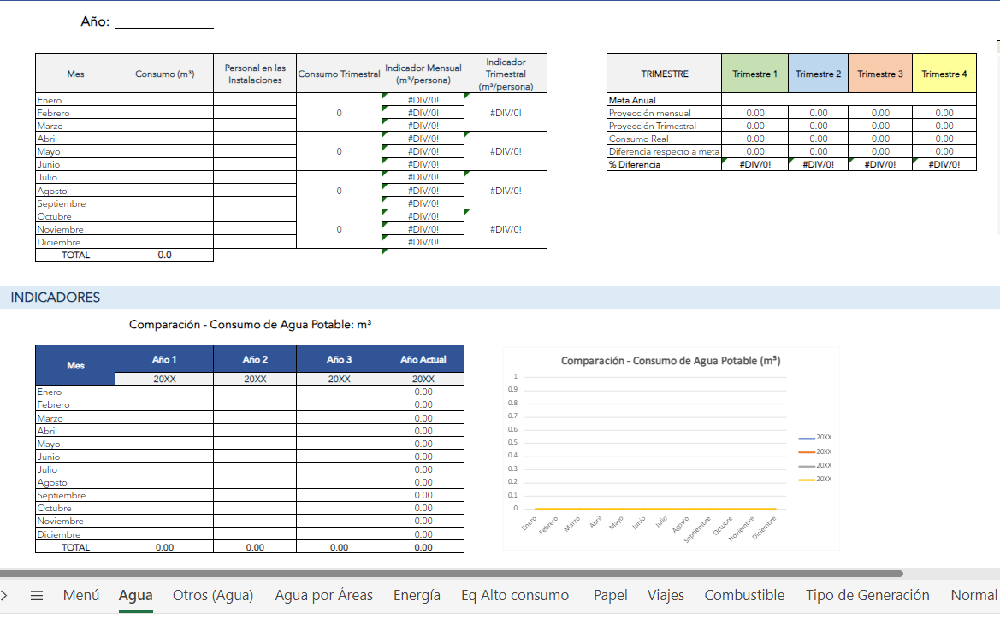 Año:
Mes Consumo (m³) Personal en las Instalaciones Consumo Trimestral Indicador Mensual (m³/persona) Indicador Trimestral (m³/persona)
Enero #DIV/0!
Febrero 0 #DIV/0! #DIV/0!
Marzo #DIV/0!
Abril #DIV/0!
Mayo 0 #DIV/0! #DIV/0!
Junio #DIV/0!
Julio #DIV/0!
Agosto 0 #DIV/0! #DIV/0!
Septiembre #DIV/0!
Octubre #DIV/0!
Noviembre 0 #DIV/0! #DIV/0!
Diciembre #DIV/0!
TOTAL 0.0
TRIMESTRE Trimestre 1 Trimestre 2 Trimestre 3 Trimestre 4
Meta Anual
Proyección mensual 0.00 0.00 0.00 0.00
Proyección Trimestral 0.00 0.00 0.00 0.00
Consumo Real 0.00 0.00 0.00 0.00
Diferencia respecto a meta 0.00 0.00 0.00 0.00
% Diferencia #DIV/0! #DIV/0! #DIV/0! #DIV/0!
INDICADORES
Comparación - Consumo de Agua Potable: m³
Mes Año 1 Año 2 Año 3 Año Actual
20XX 20XX 20XX 20XX
Enero 0.00
Febrero 0.00
Marzo 0.00
Abril 0.00
Mayo 0.00
Junio 0.00
Julio 0.00
Agosto 0.00
Septiembre 0.00
Octubre 0.00
Noviembre 0.00
Diciembre 0.00
TOTAL 0.00 0.00 0.00 0.00
Comparación - Consumo de Agua Potable (m³)
1
0.9
0.8
0.7
0.6
0.5
0.4
0.3
0.2
0.1
0
Enero Febrero Marzo Abril Mayo Junio Julio Agosto Septiembre Octubre Noviembre Diciembre
20XX
20XX
20XX
20XX
Menú Agua Otros (Agua) Agua por Áreas Energía Eq Alto consumo Papel Viajes Combustible Tipo de Generación Normal